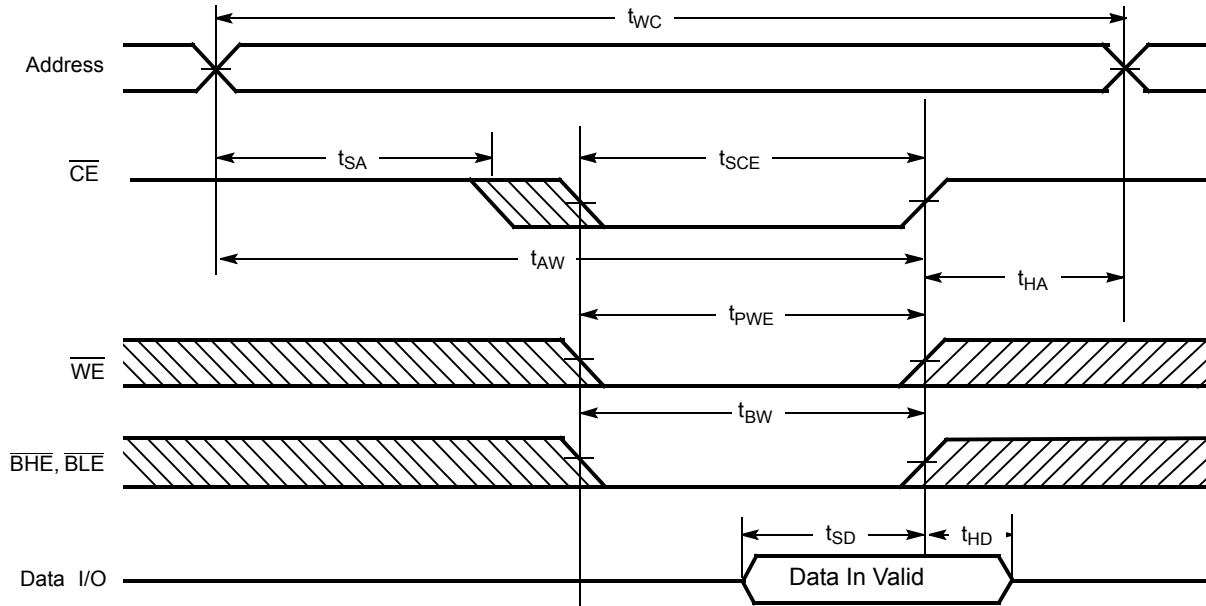 tWC
Address
tSA
tSCE
CE
tAW
tHA
tPWE
WE
tBW
BHE, BLE
tSD
tHD
Data I/O
Data In Valid